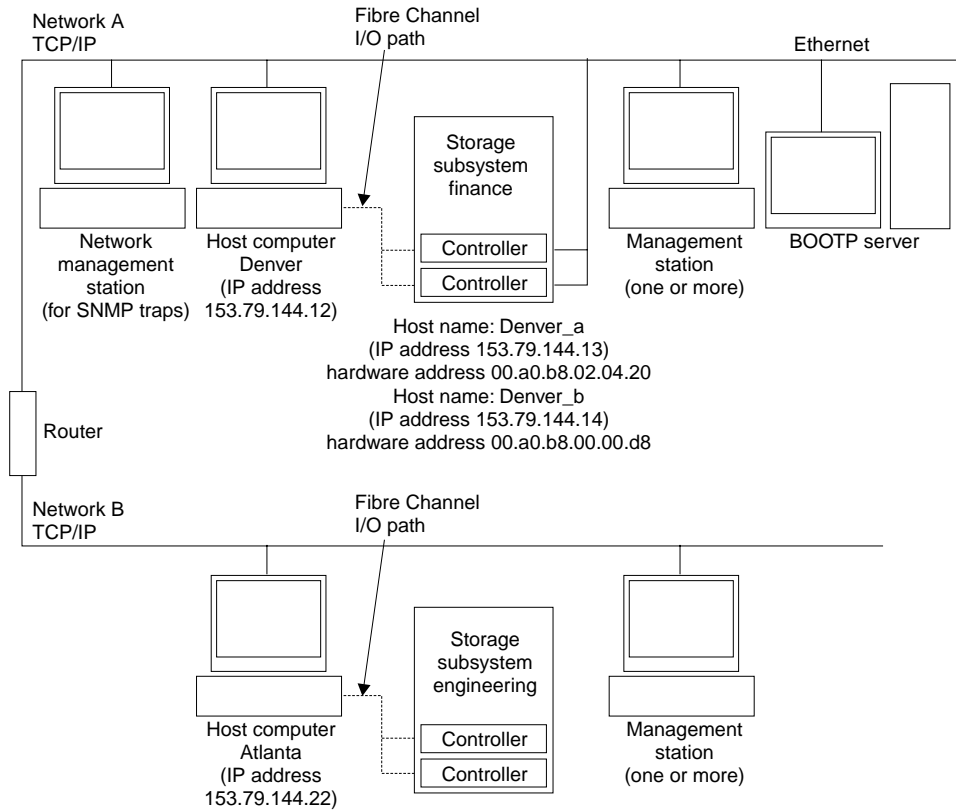 Network A
TCP/IP
Fibre Channel
I/O path
Ethernet
Storage
subsystem
finance
Controller
Controller
Network
management
station
(for SNMP traps)
Host computer
Denver
(IP address
153.79.144.12)
Management
station
(one or more)
BOOTP server
Host name: Denver_a
(IP address 153.79.144.13)
hardware address 00.a0.b8.02.04.20
Host name: Denver_b
(IP address 153.79.144.14)
hardware address 00.a0.b8.00.00.d8
Router
Network B
TCP/IP
Fibre Channel
I/O path
Storage
subsystem
engineering
Controller
Controller
Host computer
Atlanta
(IP address
153.79.144.22)
Management
station
(one or more)